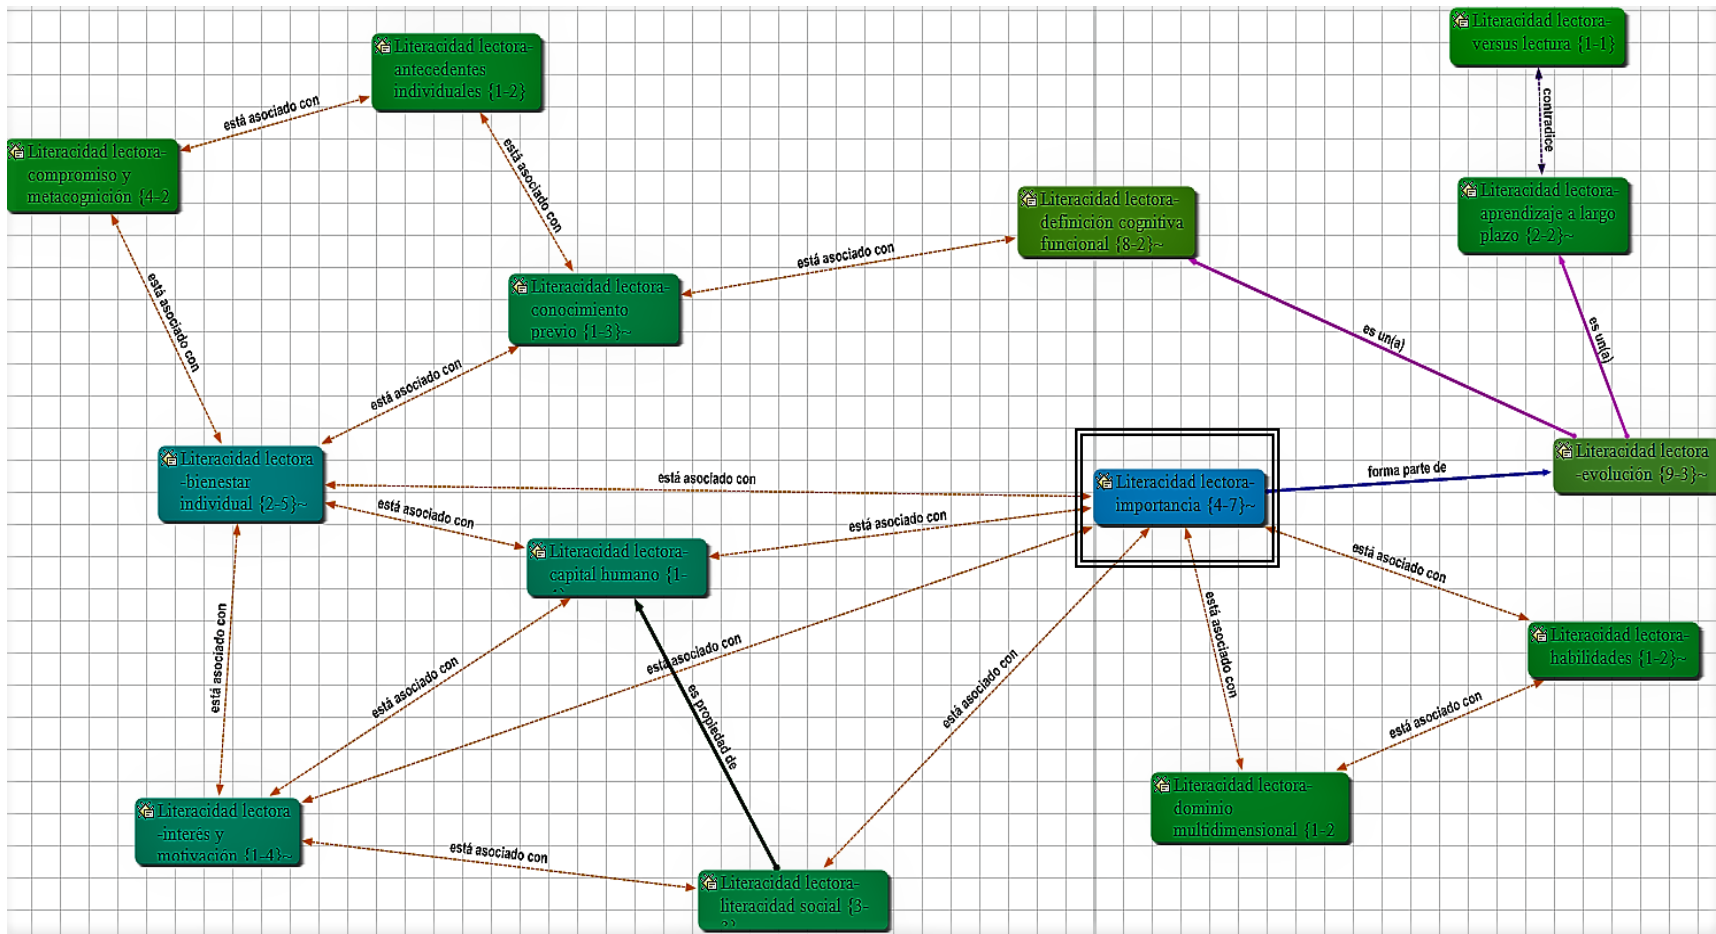 Literacidad lectora-
versus lectura {1-1}
Literacidad lectora-
antecedentes
individuales {1-2}
contradice
está asociado con
Literacidad lectora-
compromiso y
metacognición {4-2
está asociado con
Literacidad lectora-
aprendizaje a largo
plazo {2-2}~
Literacidad lectora-
definición cognitiva
funcional {8-2}~
está asociado con
Literacidad lectora-
conocimiento
previo {1-3}~
está asociado con
es un(a)
es un(a)
está asociado con
Literacidad lectora
-bienestar
individual {2-5}~
está asociado con
Literacidad lectora-
importancia {4-7}~
forma parte de
Literacidad lectora
-evolución {9-3}~
está asociado con
está asociado con
Literacidad lectora-
capital humano {1-
está asociado con
está asociado con
está asociado con
está asociado con
está asociado con
es propiedad de
está asociado con
está asociado con
Literacidad lectora-
habilidades {1-2}~
está asociado con
Literacidad lectora-
dominio
multidimensional {1-2
Literacidad lectora
-interés y
motivación {1-4}~
está asociado con
Literacidad lectora-
literacidad social {3-